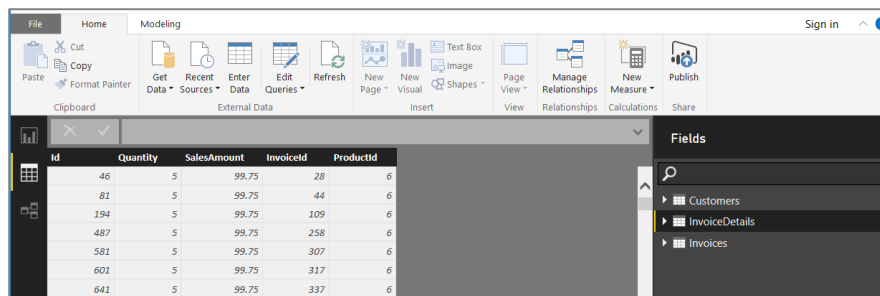 File Home Modeling Sign in
Cut
Copy
Format Painter
Paste
Clipboard
Get Data
Recent Sources
Enter Data
Edit Queries
Refresh
External Data
New Page
New Visual
Text Box
Image
Shapes
Insert
Page View
View
Manage Relationships
Relationships
New Measure
Calculations
Publish
Share
Fields
Id Quantity SalesAmount InvoiceId ProductId
46 5 99.75 28 6
81 5 99.75 44 6
194 5 99.75 109 6
487 5 99.75 258 6
581 5 99.75 307 6
601 5 99.75 317 6
641 5 99.75 337 6
Customers
InvoiceDetails
Invoices